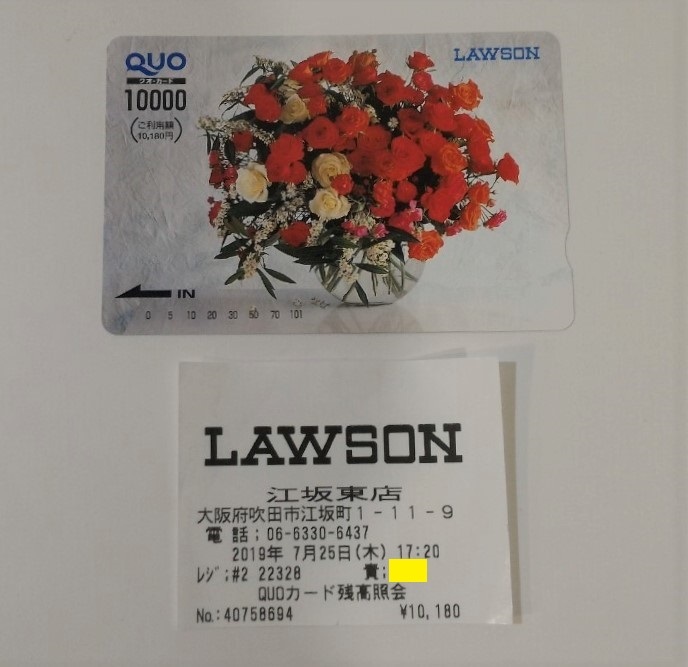 QUO
クオ・カード
10000
(ご利用額
10,180円)
LAWSON
IN
0 5 10 20 30 50 70 101
LAWSON
江坂東店
大阪府吹田市江坂町1-11-9
電話:06-6330-6437
2019年 7月25日(木) 17:20
ﾚｼﾞ;#2 22328 責;
QUOカード残高照会
No.:40758694 ¥10,180